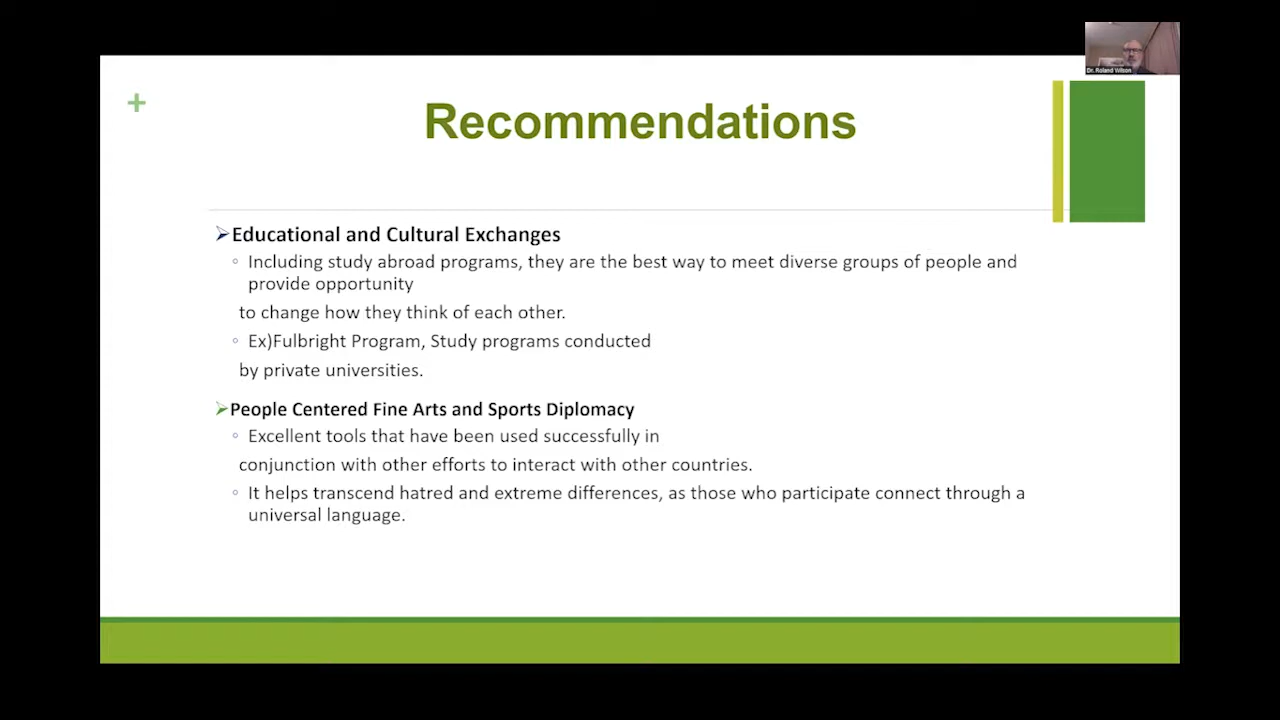 Dr. Roland Wilson
+
Recommendations
Educational and Cultural Exchanges
Including study abroad programs, they are the best way to meet diverse groups of people and
provide opportunity
to change how they think of each other.
Ex)Fulbright Program, Study programs conducted
by private universities.
People Centered Fine Arts and Sports Diplomacy
Excellent tools that have been used successfully in
conjunction with other efforts to interact with other countries.
It helps transcend hatred and extreme differences, as those who participate connect through a
universal language.